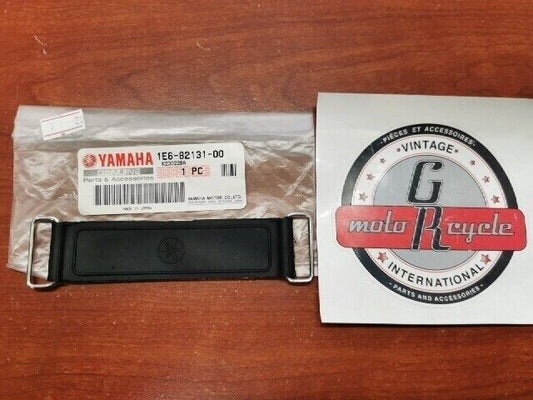 YAMAHA 1E6-82131-00
GENUINE
Parts & Accessories
1 PC
YAMAHA MOTOR CO.,LTD.
MADE IN JAPAN
PIÈCES ET ACCESSOIRES
VINTAGE
G
moto R cycle
INTERNATIONAL
PARTS AND ACCESSORIES